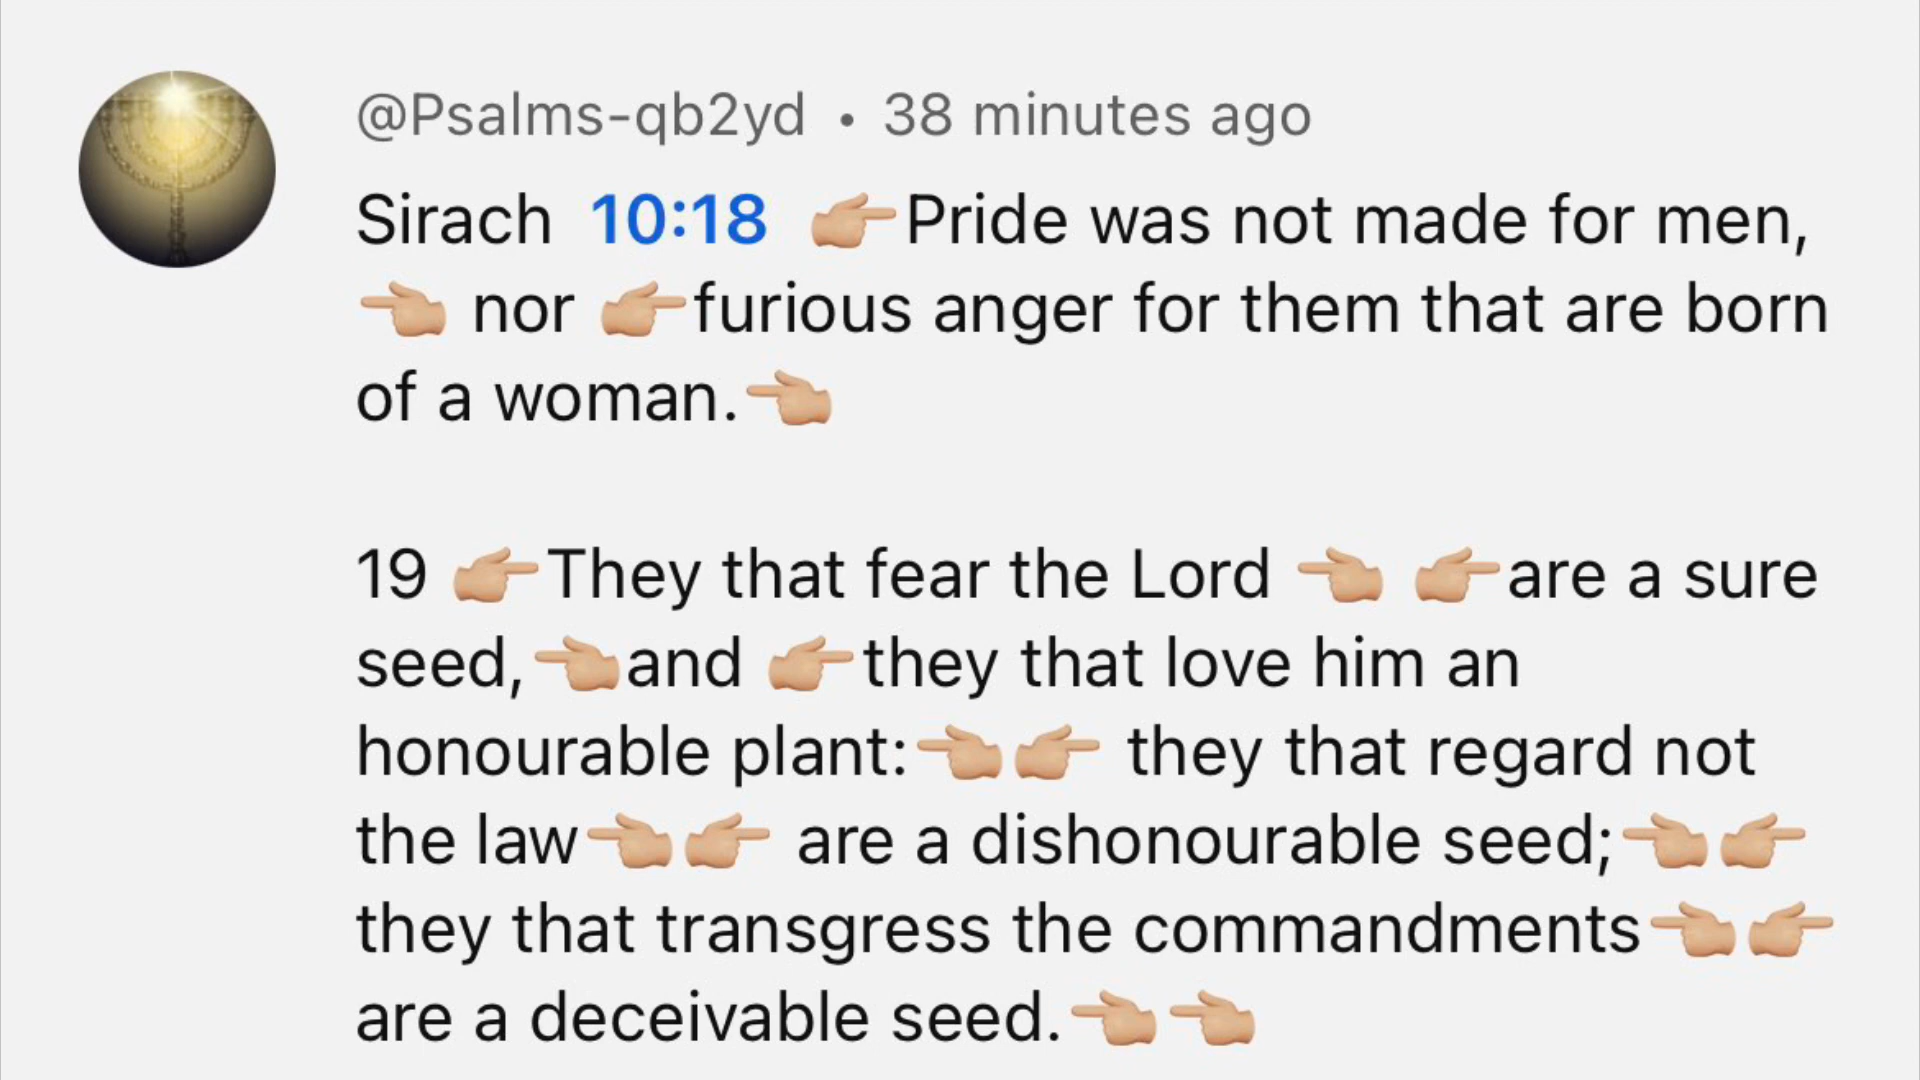 @Psalms-qb2yd • 38 minutes ago
Sirach 10:18 👉🏼Pride was not made for men,
👈🏼 nor 👉🏼furious anger for them that are born
of a woman.👈🏼
19 👉🏼They that fear the Lord 👈🏼 👉🏼are a sure
seed,👈🏼and 👉🏼they that love him an
honourable plant:👈🏼👉🏼 they that regard not
the law👈🏼👉🏼 are a dishonourable seed;👈🏼👉🏼
they that transgress the commandments👈🏼👉🏼
are a deceivable seed.👈🏼👈🏼